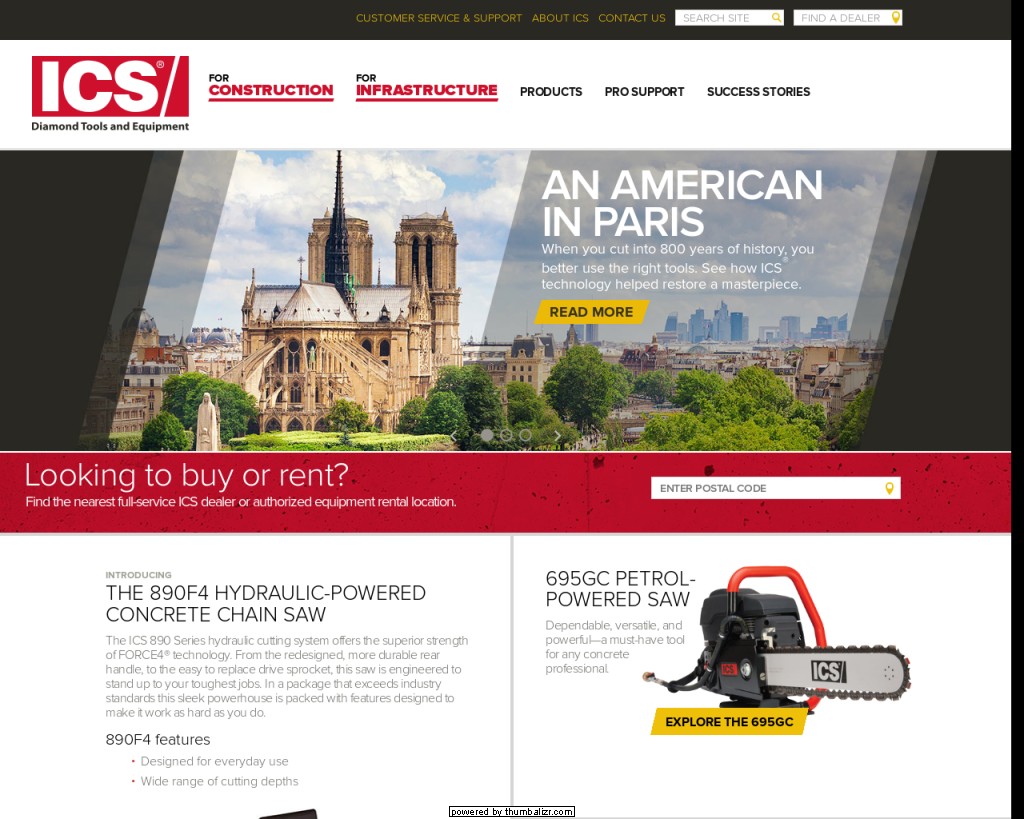 CUSTOMER SERVICE & SUPPORT ABOUT ICS CONTACT US SEARCH SITE FIND A DEALER
ICS®
Diamond Tools and Equipment
FOR CONSTRUCTION
FOR INFRASTRUCTURE
PRODUCTS PRO SUPPORT SUCCESS STORIES
AN AMERICAN
IN PARIS
When you cut into 800 years of history, you
better use the right tools. See how ICS®
technology helped restore a masterpiece.
READ MORE
Looking to buy or rent?
Find the nearest full-service ICS dealer or authorized equipment rental location.
ENTER POSTAL CODE
INTRODUCING
THE 890F4 HYDRAULIC-POWERED
CONCRETE CHAIN SAW
The ICS 890 Series hydraulic cutting system offers the superior strength
of FORCE4® technology. From the redesigned, more durable rear
handle, to the easy to replace drive sprocket, this saw is engineered to
stand up to your toughest jobs. In a package that exceeds industry
standards this sleek powerhouse is packed with features designed to
make it work as hard as you do.
890F4 features
• Designed for everyday use
• Wide range of cutting depths
695GC PETROL-
POWERED SAW
Dependable, versatile, and
powerful—a must-have tool
for any concrete
professional.
ICS
ICS
EXPLORE THE 695GC
powered by thumbalizr.com